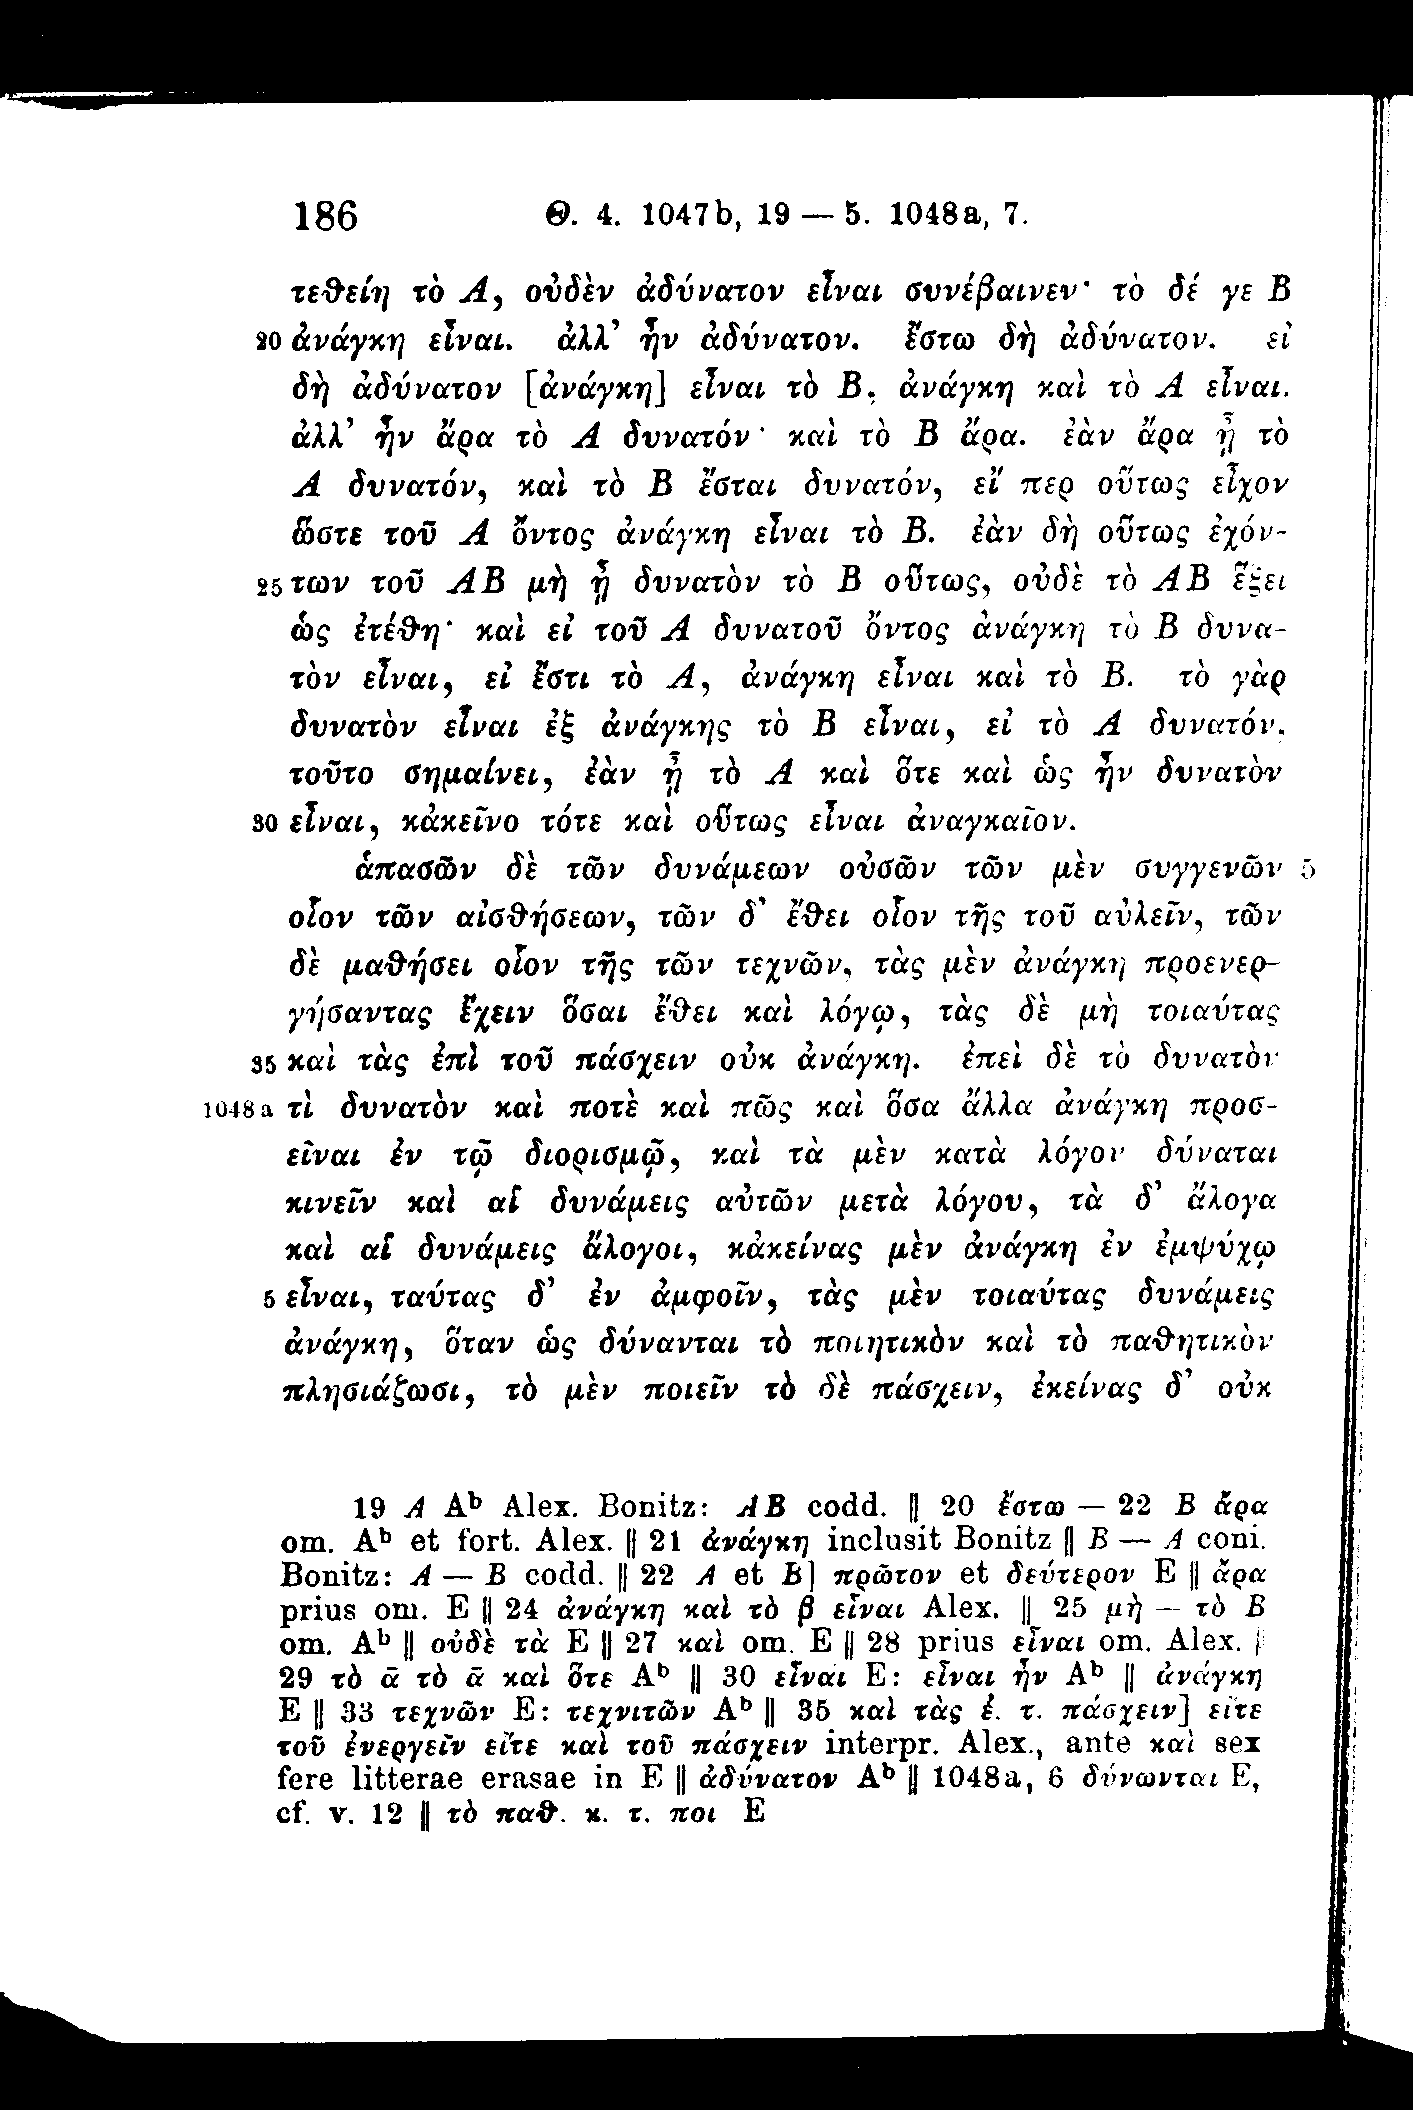 186 Θ. 4. 1047b, 19 — 5. 1048a, 7.
τεθείη τὸ Α, οὐδὲν ἀδύνατον εἶναι συνέβαινεν· τὸ δέ γε Β
20 ἀνάγκη εἶναι. ἀλλ’ ἦν ἀδύνατον. ἔστω δὴ ἀδύνατον. εἰ
δὴ ἀδύνατον [ἀνάγκη] εἶναι τὸ Β, ἀνάγκη καὶ τὸ Α εἶναι.
ἀλλ’ ἦν ἄρα τὸ Α δυνατόν· καὶ τὸ Β ἄρα. ἐὰν ἄρα ᾖ τὸ
Α δυνατόν, καὶ τὸ Β ἔσται δυνατόν, εἴ περ οὕτως εἶχον
ὥστε τοῦ Α ὄντος ἀνάγκη εἶναι τὸ Β. ἐὰν δὴ οὕτως ἐχόν-
25 των τοῦ ΑΒ μὴ ᾖ δυνατὸν τὸ Β οὕτως, οὐδὲ τὸ ΑΒ ἕξει
ὡς ἐτέθη· καὶ εἰ τοῦ Α δυνατοῦ ὄντος ἀνάγκη τὸ Β δυνα-
τὸν εἶναι, εἰ ἔστι τὸ Α, ἀνάγκη εἶναι καὶ τὸ Β. τὸ γὰρ
δυνατὸν εἶναι ἐξ ἀνάγκης τὸ Β εἶναι, εἰ τὸ Α δυνατόν,
τοῦτο σημαίνει, ἐὰν ᾖ τὸ Α καὶ ὅτε καὶ ὡς ἦν δυνατὸν
30 εἶναι, κἀκεῖνο τότε καὶ οὕτως εἶναι ἀναγκαῖον.
ἁπασῶν δὲ τῶν δυνάμεων οὐσῶν τῶν μὲν συγγενῶν 5
οἷον τῶν αἰσθήσεων, τῶν δ’ ἔθει οἷον τῆς τοῦ αὐλεῖν, τῶν
δὲ μαθήσει οἷον τῆς τῶν τεχνῶν, τὰς μὲν ἀνάγκη προενερ-
γήσαντας ἔχειν ὅσαι ἔθει καὶ λόγῳ, τὰς δὲ μὴ τοιαύτας
35 καὶ τὰς ἐπὶ τοῦ πάσχειν οὐκ ἀνάγκη. ἐπεὶ δὲ τὸ δυνατὸν
1048a τὶ δυνατὸν καὶ ποτὲ καὶ πῶς καὶ ὅσα ἄλλα ἀνάγκη προσ-
εῖναι ἐν τῷ διορισμῷ, καὶ τὰ μὲν κατὰ λόγον δύναται
κινεῖν καὶ αἱ δυνάμεις αὐτῶν μετὰ λόγου, τὰ δ’ ἄλογα
καὶ αἱ δυνάμεις ἄλογοι, κἀκείνας μὲν ἀνάγκη ἐν ἐμψύχῳ
5 εἶναι, ταύτας δ’ ἐν ἀμφοῖν, τὰς μὲν τοιαύτας δυνάμεις
ἀνάγκη, ὅταν ὡς δύνανται τὸ ποιητικὸν καὶ τὸ παθητικὸν
πλησιάζωσι, τὸ μὲν ποιεῖν τὸ δὲ πάσχειν, ἐκείνας δ’ οὐκ
19 Α Aᵇ Alex. Bonitz: ΑΒ codd. || 20 ἔστω — 22 Β ἄρα
om. Aᵇ et fort. Alex. || 21 ἀνάγκη inclusit Bonitz || Β — Α coni.
Bonitz: Α — Β codd. || 22 Α et Β] πρῶτον et δεύτερον E || ἄρα
prius om. E || 24 ἀνάγκη καὶ τὸ β εἶναι Alex. || 25 μὴ — τὸ Β
om. Aᵇ || οὐδὲ τὰ E || 27 καὶ om. E || 28 prius εἶναι om. Alex. ||
29 τὸ ᾱ τὸ ᾱ καὶ ὅτε Aᵇ || 30 εἶναι E: εἶναι ἦν Aᵇ || ἀνάγκη
E || 33 τεχνῶν E: τεχνιτῶν Aᵇ || 35 καὶ τὰς ἐ. τ. πάσχειν] εἴτε
τοῦ ἐνεργεῖν εἴτε καὶ τοῦ πάσχειν interpr. Alex., ante καὶ sex
fere litterae erasae in E || ἀδύνατον Aᵇ || 1048a, 6 δύνωνται E,
cf. v. 12 || τὸ παθ. κ. τ. ποι E